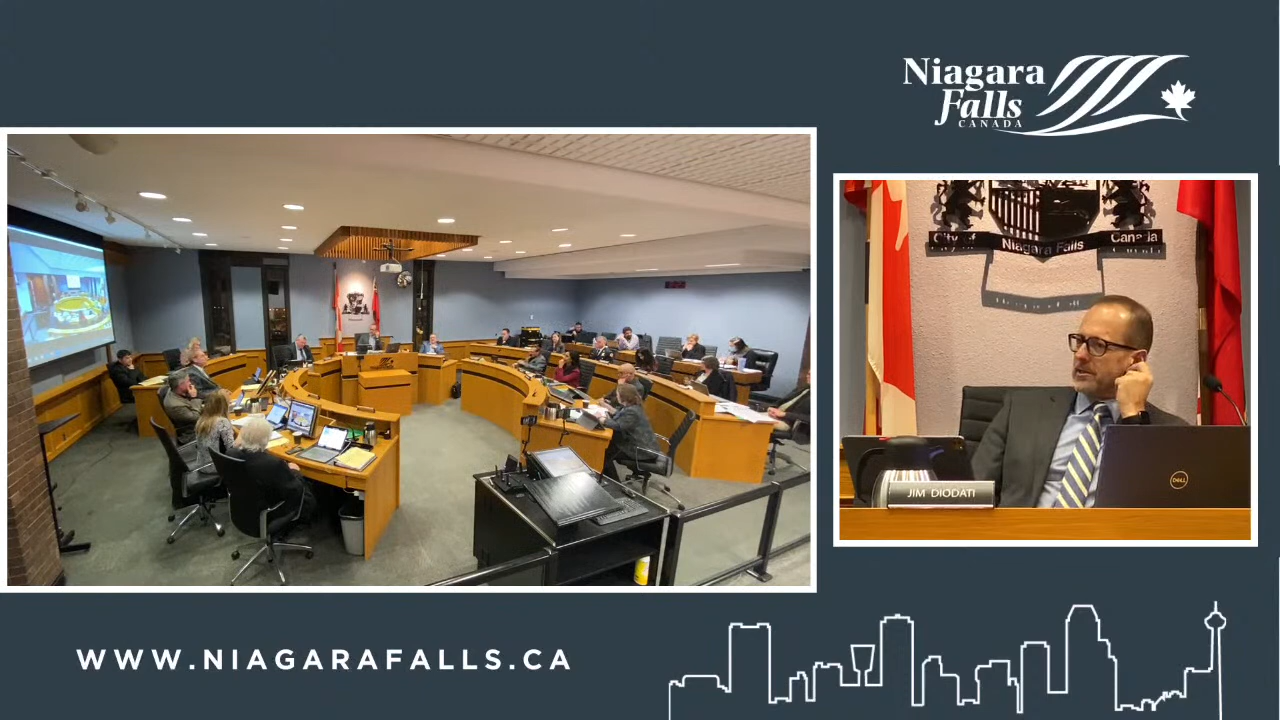 Niagara
Falls
CANADA
City of
Niagara Falls
Canada
JIM DIODATI
DELL
WWW.NIAGARAFALLS.CA